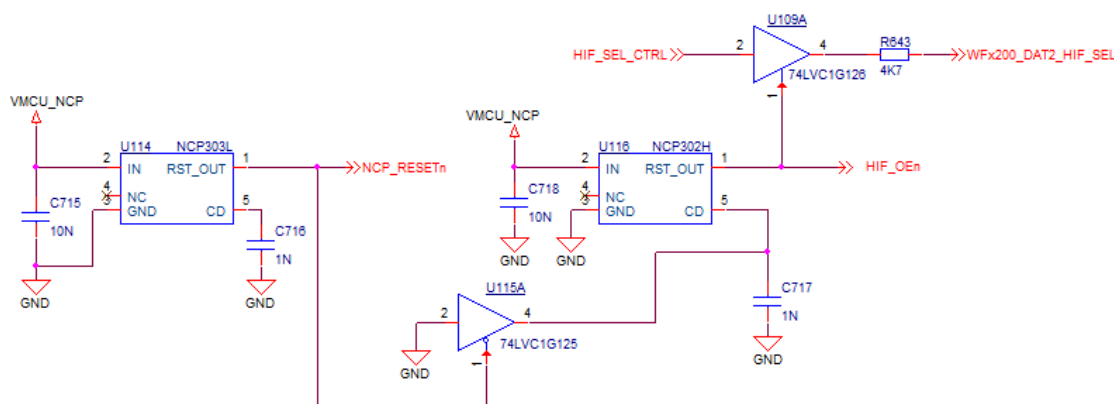 U109A
HIF_SEL_CTRL
2
4
R643
WFx200_DAT2_HIF_SEL
74LVC1G126
4K7
1
VMCU_NCP
U114
NCP303L
2
IN
RST_OUT
1
NCP_RESETn
4
NC
3
GND
CD
5
C715
10N
C716
1N
GND
GND
VMCU_NCP
U116
NCP302H
2
IN
RST_OUT
1
HIF_OEn
4
NC
3
GND
CD
5
C718
10N
GND
GND
U115A
2
4
74LVC1G125
1
GND
C717
1N
GND